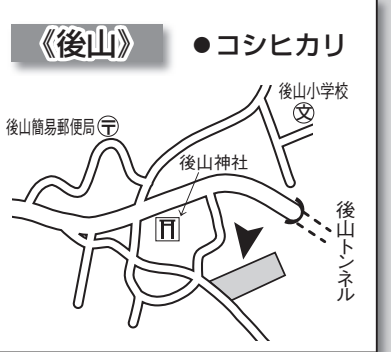 《後山》
●コシヒカリ
後山小学校
文
後山簡易郵便局〒
後山神社
後山トンネル